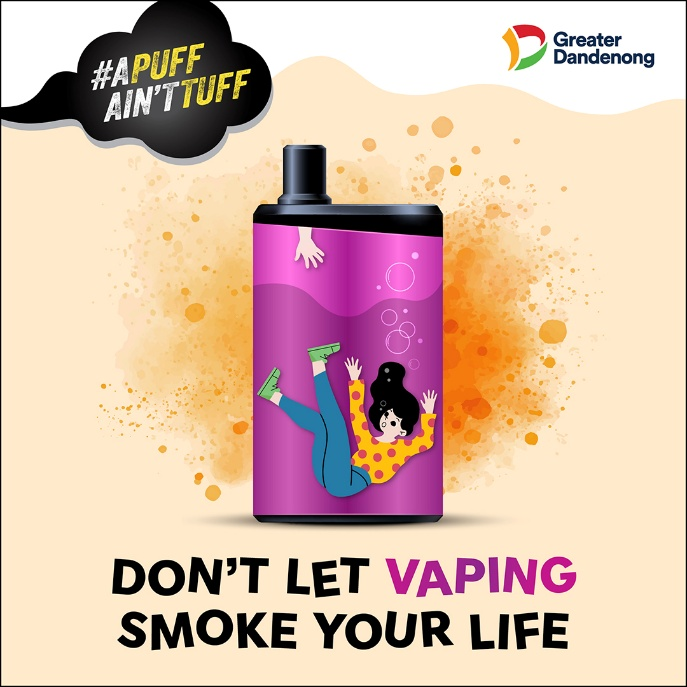 #APUFF
AIN'TTUFF
Greater
Dandenong
DON'T LET VAPING
SMOKE YOUR LIFE